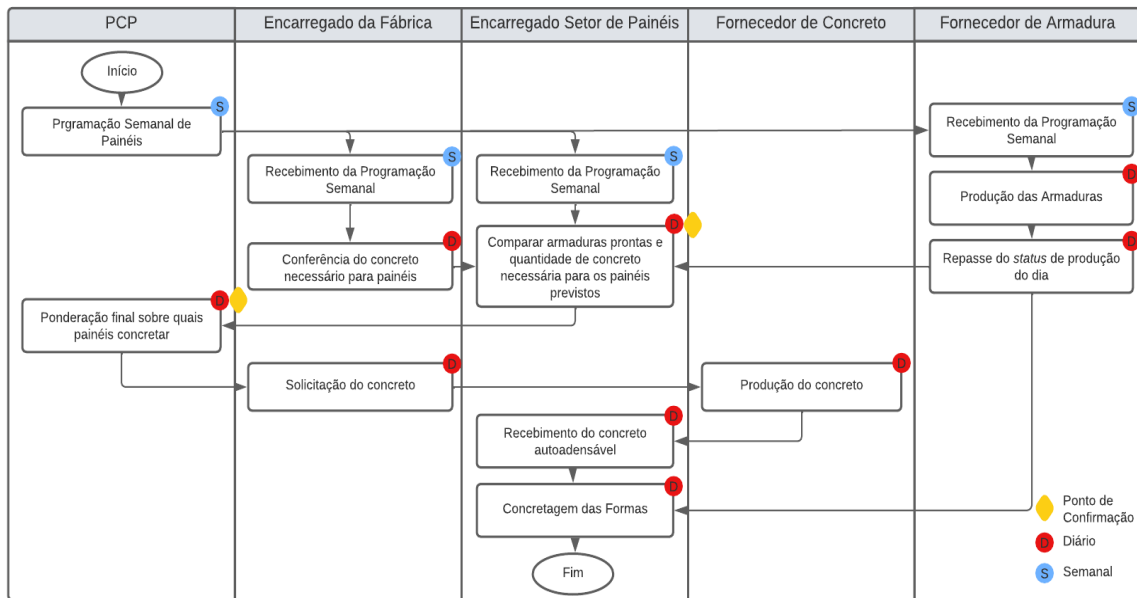 PCP
Encarregado da Fábrica
Encarregado Setor de Painéis
Fornecedor de Concreto
Fornecedor de Armadura
Início
S
Prgramação Semanal de
Painéis
S
Recebimento da Programação
Semanal
S
Recebimento da Programação
Semanal
S
Recebimento da Programação
Semanal
D
Produção das Armaduras
D
Conferência do concreto
necessário para painéis
D
Comparar armaduras prontas e
quantidade de concreto
necessária para os painéis
previstos
D
Repasse do status de produção
do dia
D
Ponderação final sobre quais
painéis concretar
D
Solicitação do concreto
D
Produção do concreto
D
Recebimento do concreto
autoadensável
D
Concretagem das Formas
Fim
Ponto de
Confirmação
D
Diário
S
Semanal